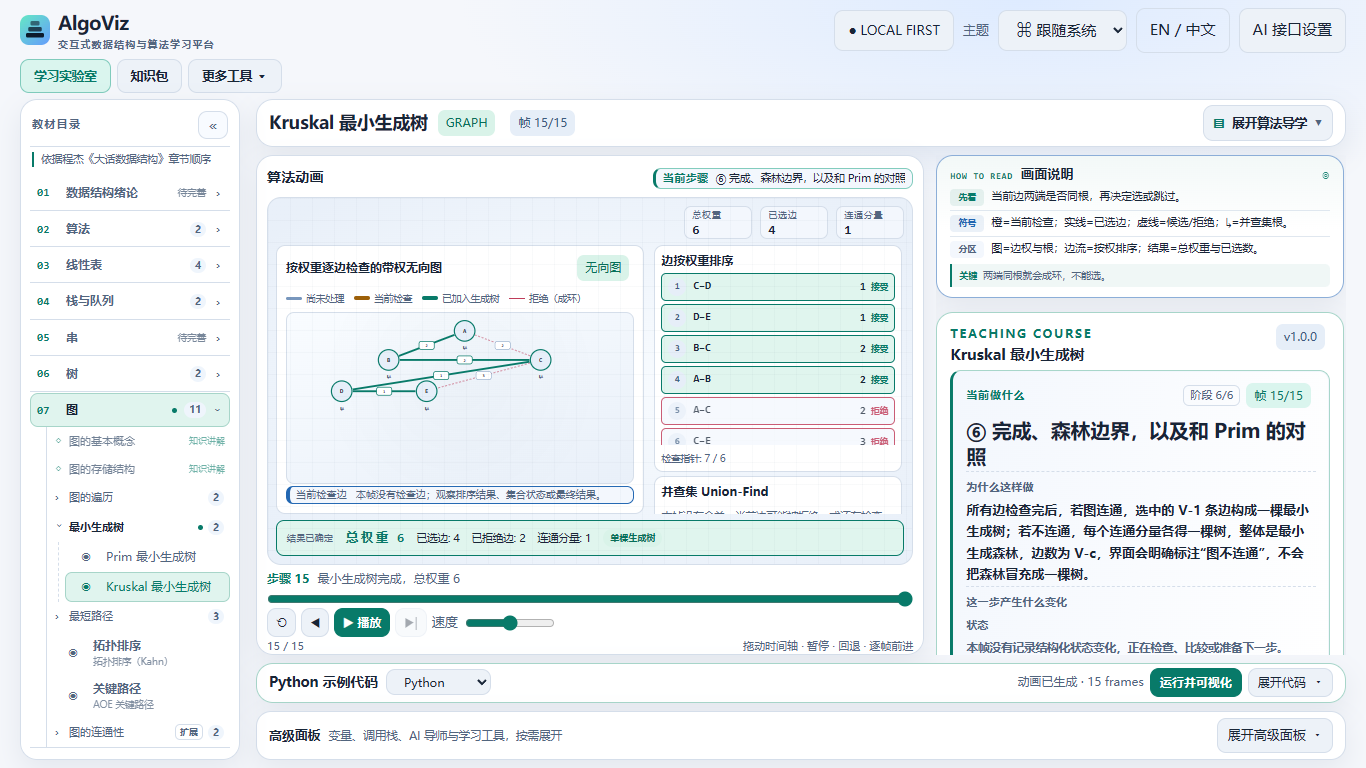 AlgoViz
交互式数据结构与算法学习平台
● LOCAL FIRST
主题
⌘ 跟随系统
EN / 中文
AI 接口设置
学习实验室
知识包
更多工具
教材目录
«
依据程杰《大话数据结构》章节顺序
01 数据结构绪论 待完善 ›
02 算法 2 ›
03 线性表 4 ›
04 栈与队列 2 ›
05 串 待完善 ›
06 树 2 ›
07 图 11
图的基本概念 知识讲解
图的存储结构 知识讲解
图的遍历 2
最小生成树 2
Prim 最小生成树
Kruskal 最小生成树
最短路径 3
拓扑排序
拓扑排序（Kahn）
关键路径
AOE 关键路径
图的连通性 扩展 2
Kruskal 最小生成树
GRAPH
帧 15/15
展开算法导学 ▼
算法动画
当前步骤 ⑥ 完成、森林边界，以及和 Prim 的对照
总权重
6
已选边
4
连通分量
1
按权重逐边检查的带权无向图
无向图
尚未处理
当前检查
已加入生成树
拒绝（成环）
A
B
C
D
E
当前检查边 本帧没有检查边；观察排序结果、集合状态或最终结果。
边按权重排序
1 C–D 1 接受
2 D–E 1 接受
3 B–C 2 接受
4 A–B 2 接受
5 A–C 2 拒绝
6 C–E 3 拒绝
检查指针: 7 / 6
并查集 Union-Find
结果已确定 总权重 6 已选边: 4 已拒绝边: 2 连通分量: 1 单棵生成树
步骤 15 最小生成树完成，总权重 6
▶ 播放
速度
15 / 15
拖动时间轴 · 暂停 · 回退 · 逐帧前进
HOW TO READ 画面说明
先看 当前边两端是否同根，再决定选或跳过。
符号 橙=当前检查；实线=已选边；虚线=候选/拒绝；↳=并查集根。
分区 图=边权与根；边流=按权排序；结果=总权重与已选数。
关键 两端同根就会成环，不能选。
TEACHING COURSE
Kruskal 最小生成树
v1.0.0
当前做什么
阶段 6/6
帧 15/15
⑥ 完成、森林边界，以及和 Prim 的对
照
为什么这样做
所有边检查完后，若图连通，选中的 V-1 条边构成一棵最小
生成树；若不连通，每个连通分量各得一棵树，整体是最小
生成森林，边数为 V-c，界面会明确标注“图不连通”，不会
把森林冒充成一棵树。
这一步产生什么变化
状态
本帧没有记录结构化状态变化，正在检查、比较或准备下一步。
Python 示例代码
Python
动画已生成 · 15 frames
运行并可视化
展开代码
高级面板 变量、调用栈、AI 导师与学习工具，按需展开
展开高级面板